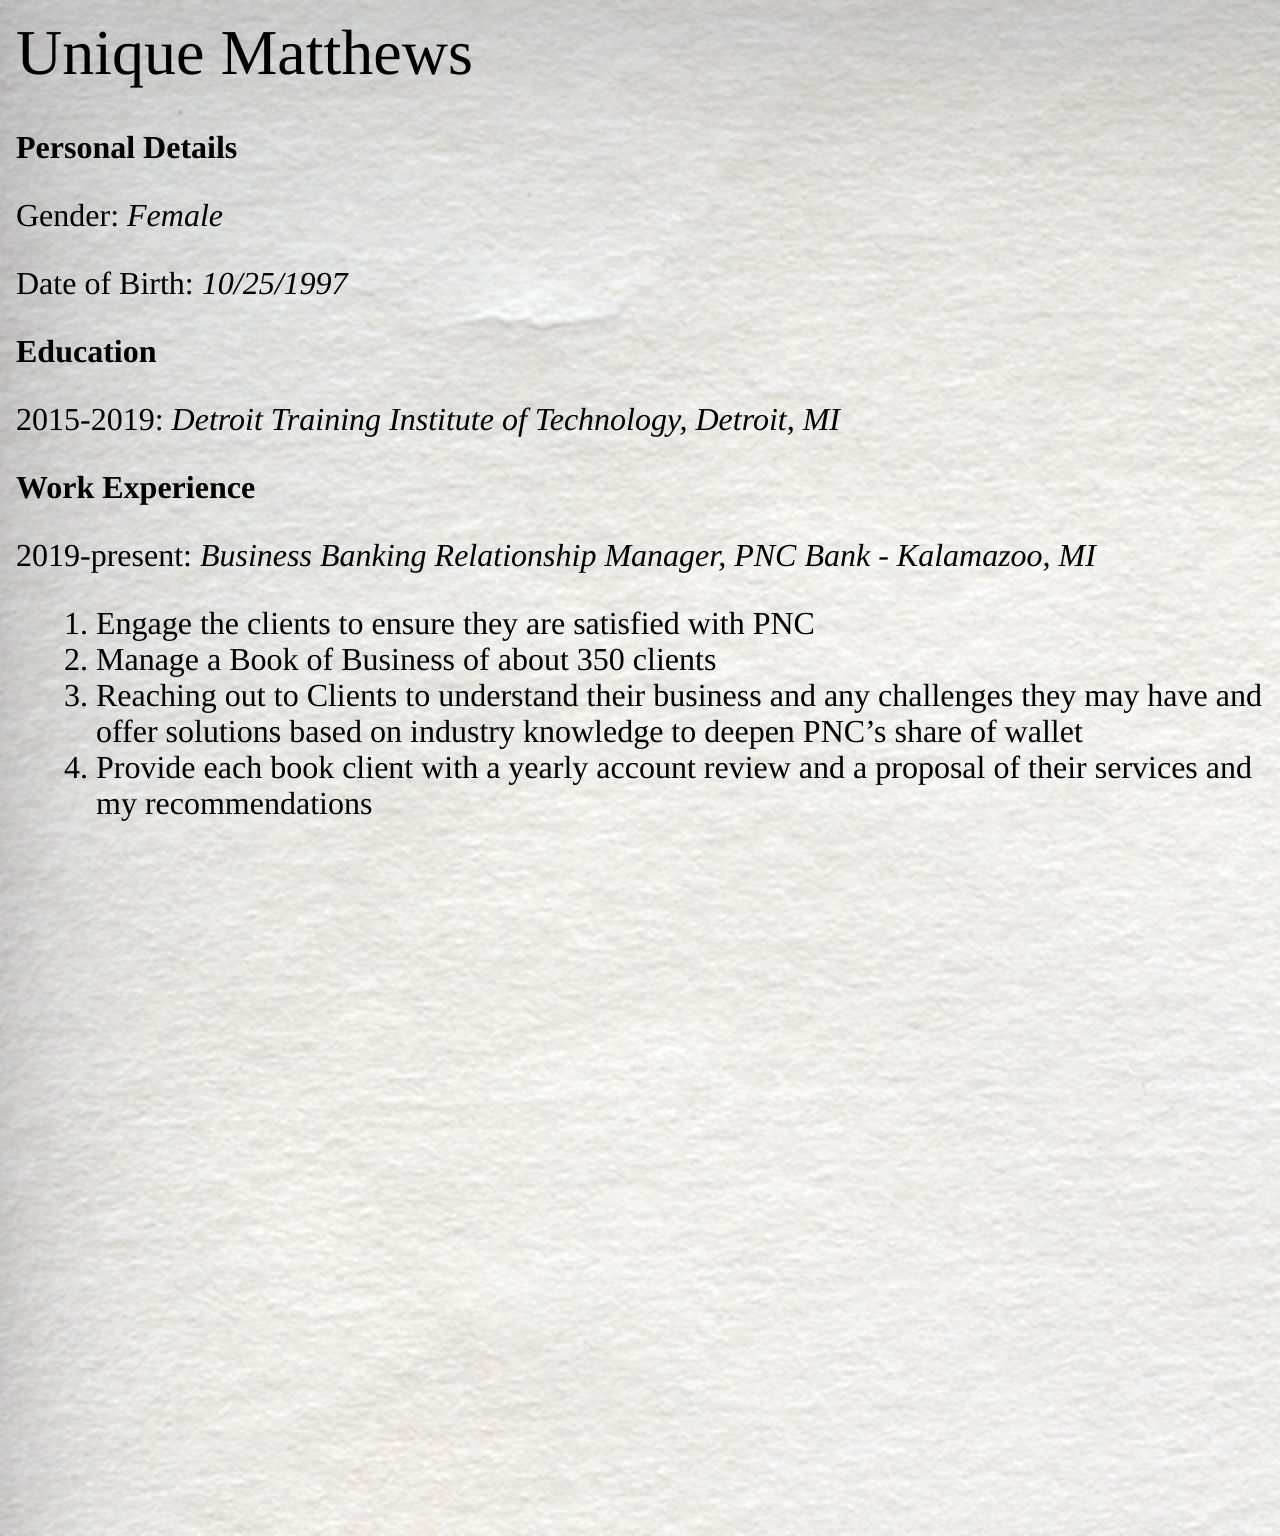 Unique Matthews
Personal Details
Gender: Female
Date of Birth: 10/25/1997
Education
2015-2019: Detroit Training Institute of Technology, Detroit, MI
Work Experience
2019-present: Business Banking Relationship Manager, PNC Bank - Kalamazoo, MI
1. Engage the clients to ensure they are satisfied with PNC
2. Manage a Book of Business of about 350 clients
3. Reaching out to Clients to understand their business and any challenges they may have and
offer solutions based on industry knowledge to deepen PNC’s share of wallet
4. Provide each book client with a yearly account review and a proposal of their services and
my recommendations